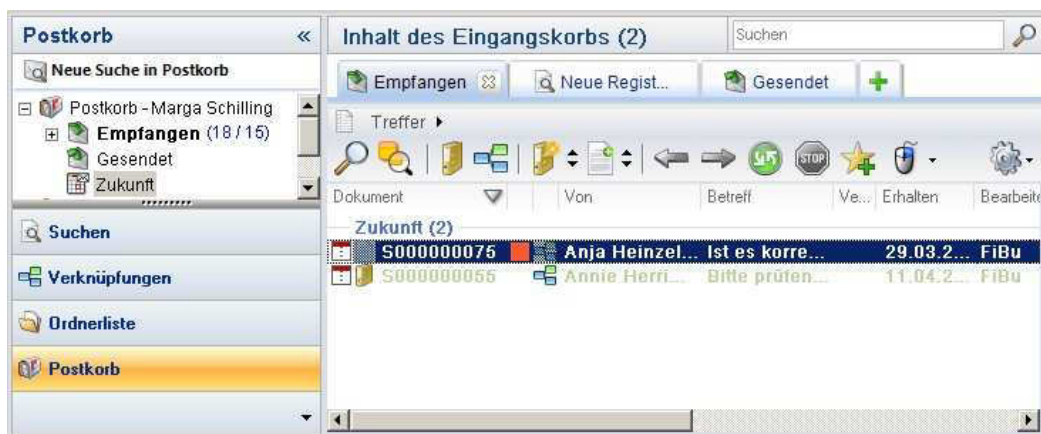 Postkorb «
Neue Suche in Postkorb
Postkorb - Marga Schilling
Empfangen (18 / 15)
Gesendet
Zukunft
Suchen
Verknüpfungen
Ordnerliste
Postkorb
Inhalt des Eingangskorbs (2)
Suchen
Empfangen Neue Regist... Gesendet
Treffer
STOP
Dokument Von Betreff Ve... Erhalten Bearbeite
Zukunft (2)
S000000075 Anja Heinzel... Ist es korre... 29.03.2... FiBu
S000000055 Annie Herri... Bitte prüfen... 11.04.2... FiBu